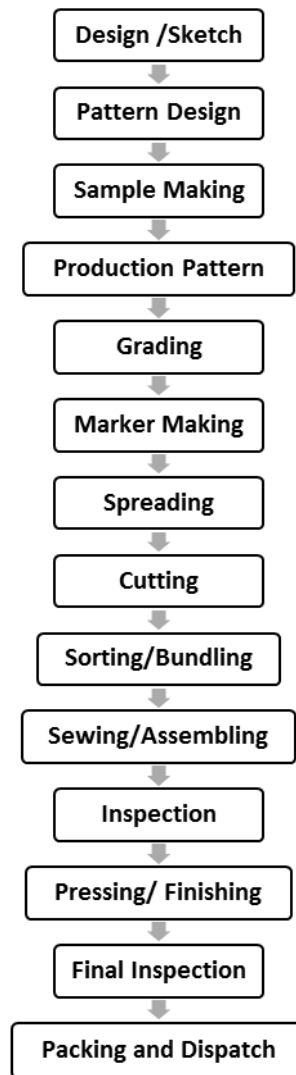 Design /Sketch
Pattern Design
Sample Making
Production Pattern
Grading
Marker Making
Spreading
Cutting
Sorting/Bundling
Sewing/Assembling
Inspection
Pressing/ Finishing
Final Inspection
Packing and Dispatch